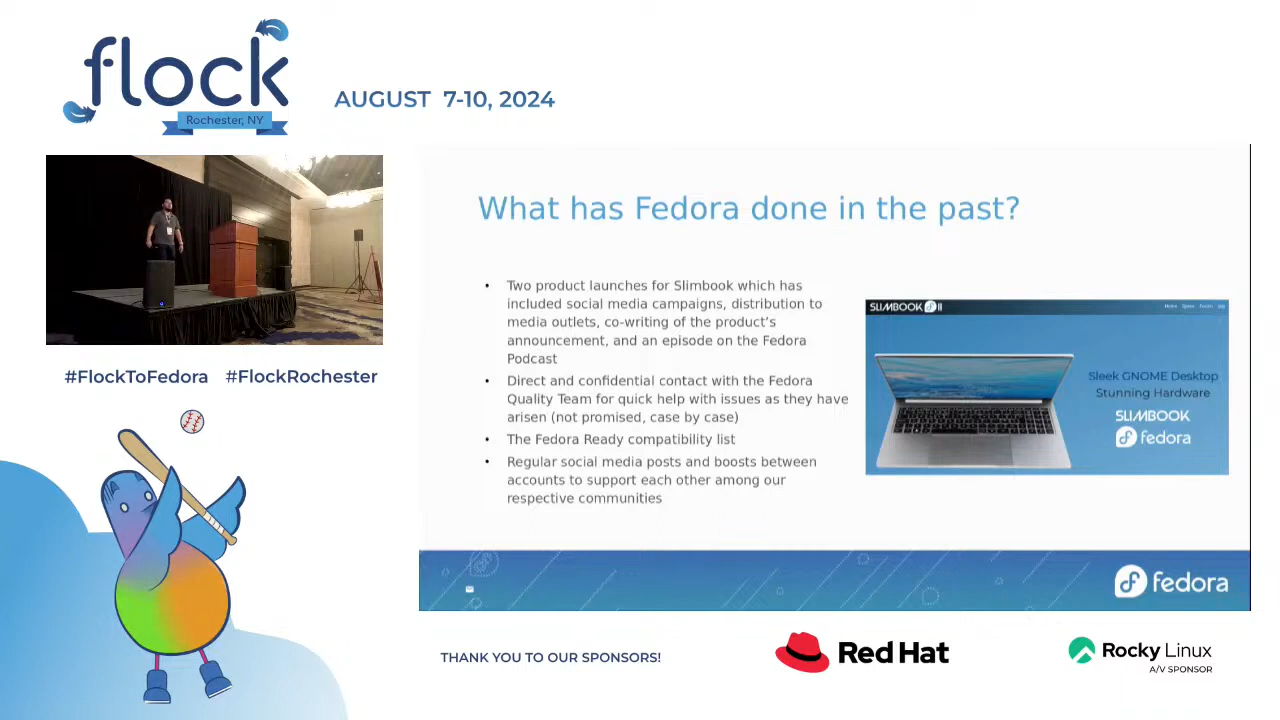 flock
Rochester, NY
AUGUST 7-10, 2024
#FlockToFedora #FlockRochester
What has Fedora done in the past?
• Two product launches for Slimbook which has
included social media campaigns, distribution to
media outlets, co-writing of the product's
announcement, and an episode on the Fedora
Podcast
• Direct and confidential contact with the Fedora
Quality Team for quick help with issues as they have
arisen (not promised, case by case)
• The Fedora Ready compatibility list
• Regular social media posts and boosts between
accounts to support each other among our
respective communities
SLIMBOOK II
Sleek GNOME Desktop
Stunning Hardware
SLIMBOOK
fedora
fedora
THANK YOU TO OUR SPONSORS!
Red Hat
Rocky Linux
A/V SPONSOR